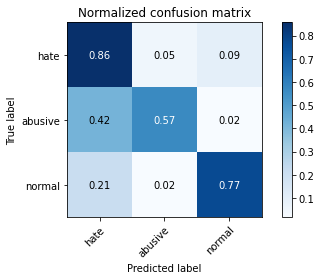 Normalized confusion matrix
True label
hate
abusive
normal
0.86 0.05 0.09
0.42 0.57 0.02
0.21 0.02 0.77
hate
abusive
normal
Predicted label
0.8
0.7
0.6
0.5
0.4
0.3
0.2
0.1